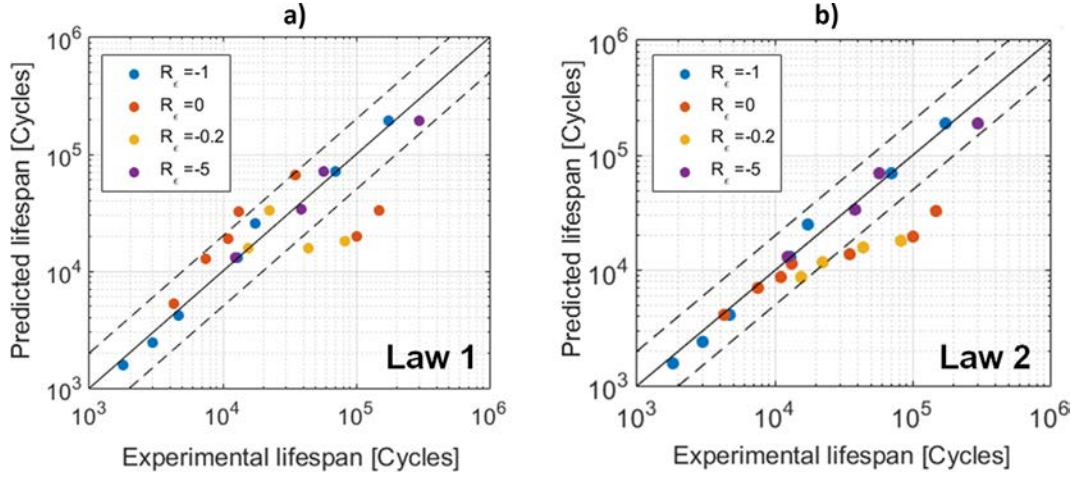 a)
10^6
10^5
10^4
10^3
Predicted lifespan [Cycles]
R_ϵ =-1
R_ϵ =0
R_ϵ =-0.2
R_ϵ =-5
Law 1
10^3 10^4 10^5 10^6
Experimental lifespan [Cycles]
b)
10^6
10^5
10^4
10^3
Predicted lifespan [Cycles]
R_ϵ =-1
R_ϵ =0
R_ϵ =-0.2
R_ϵ =-5
Law 2
10^3 10^4 10^5 10^6
Experimental lifespan [Cycles]